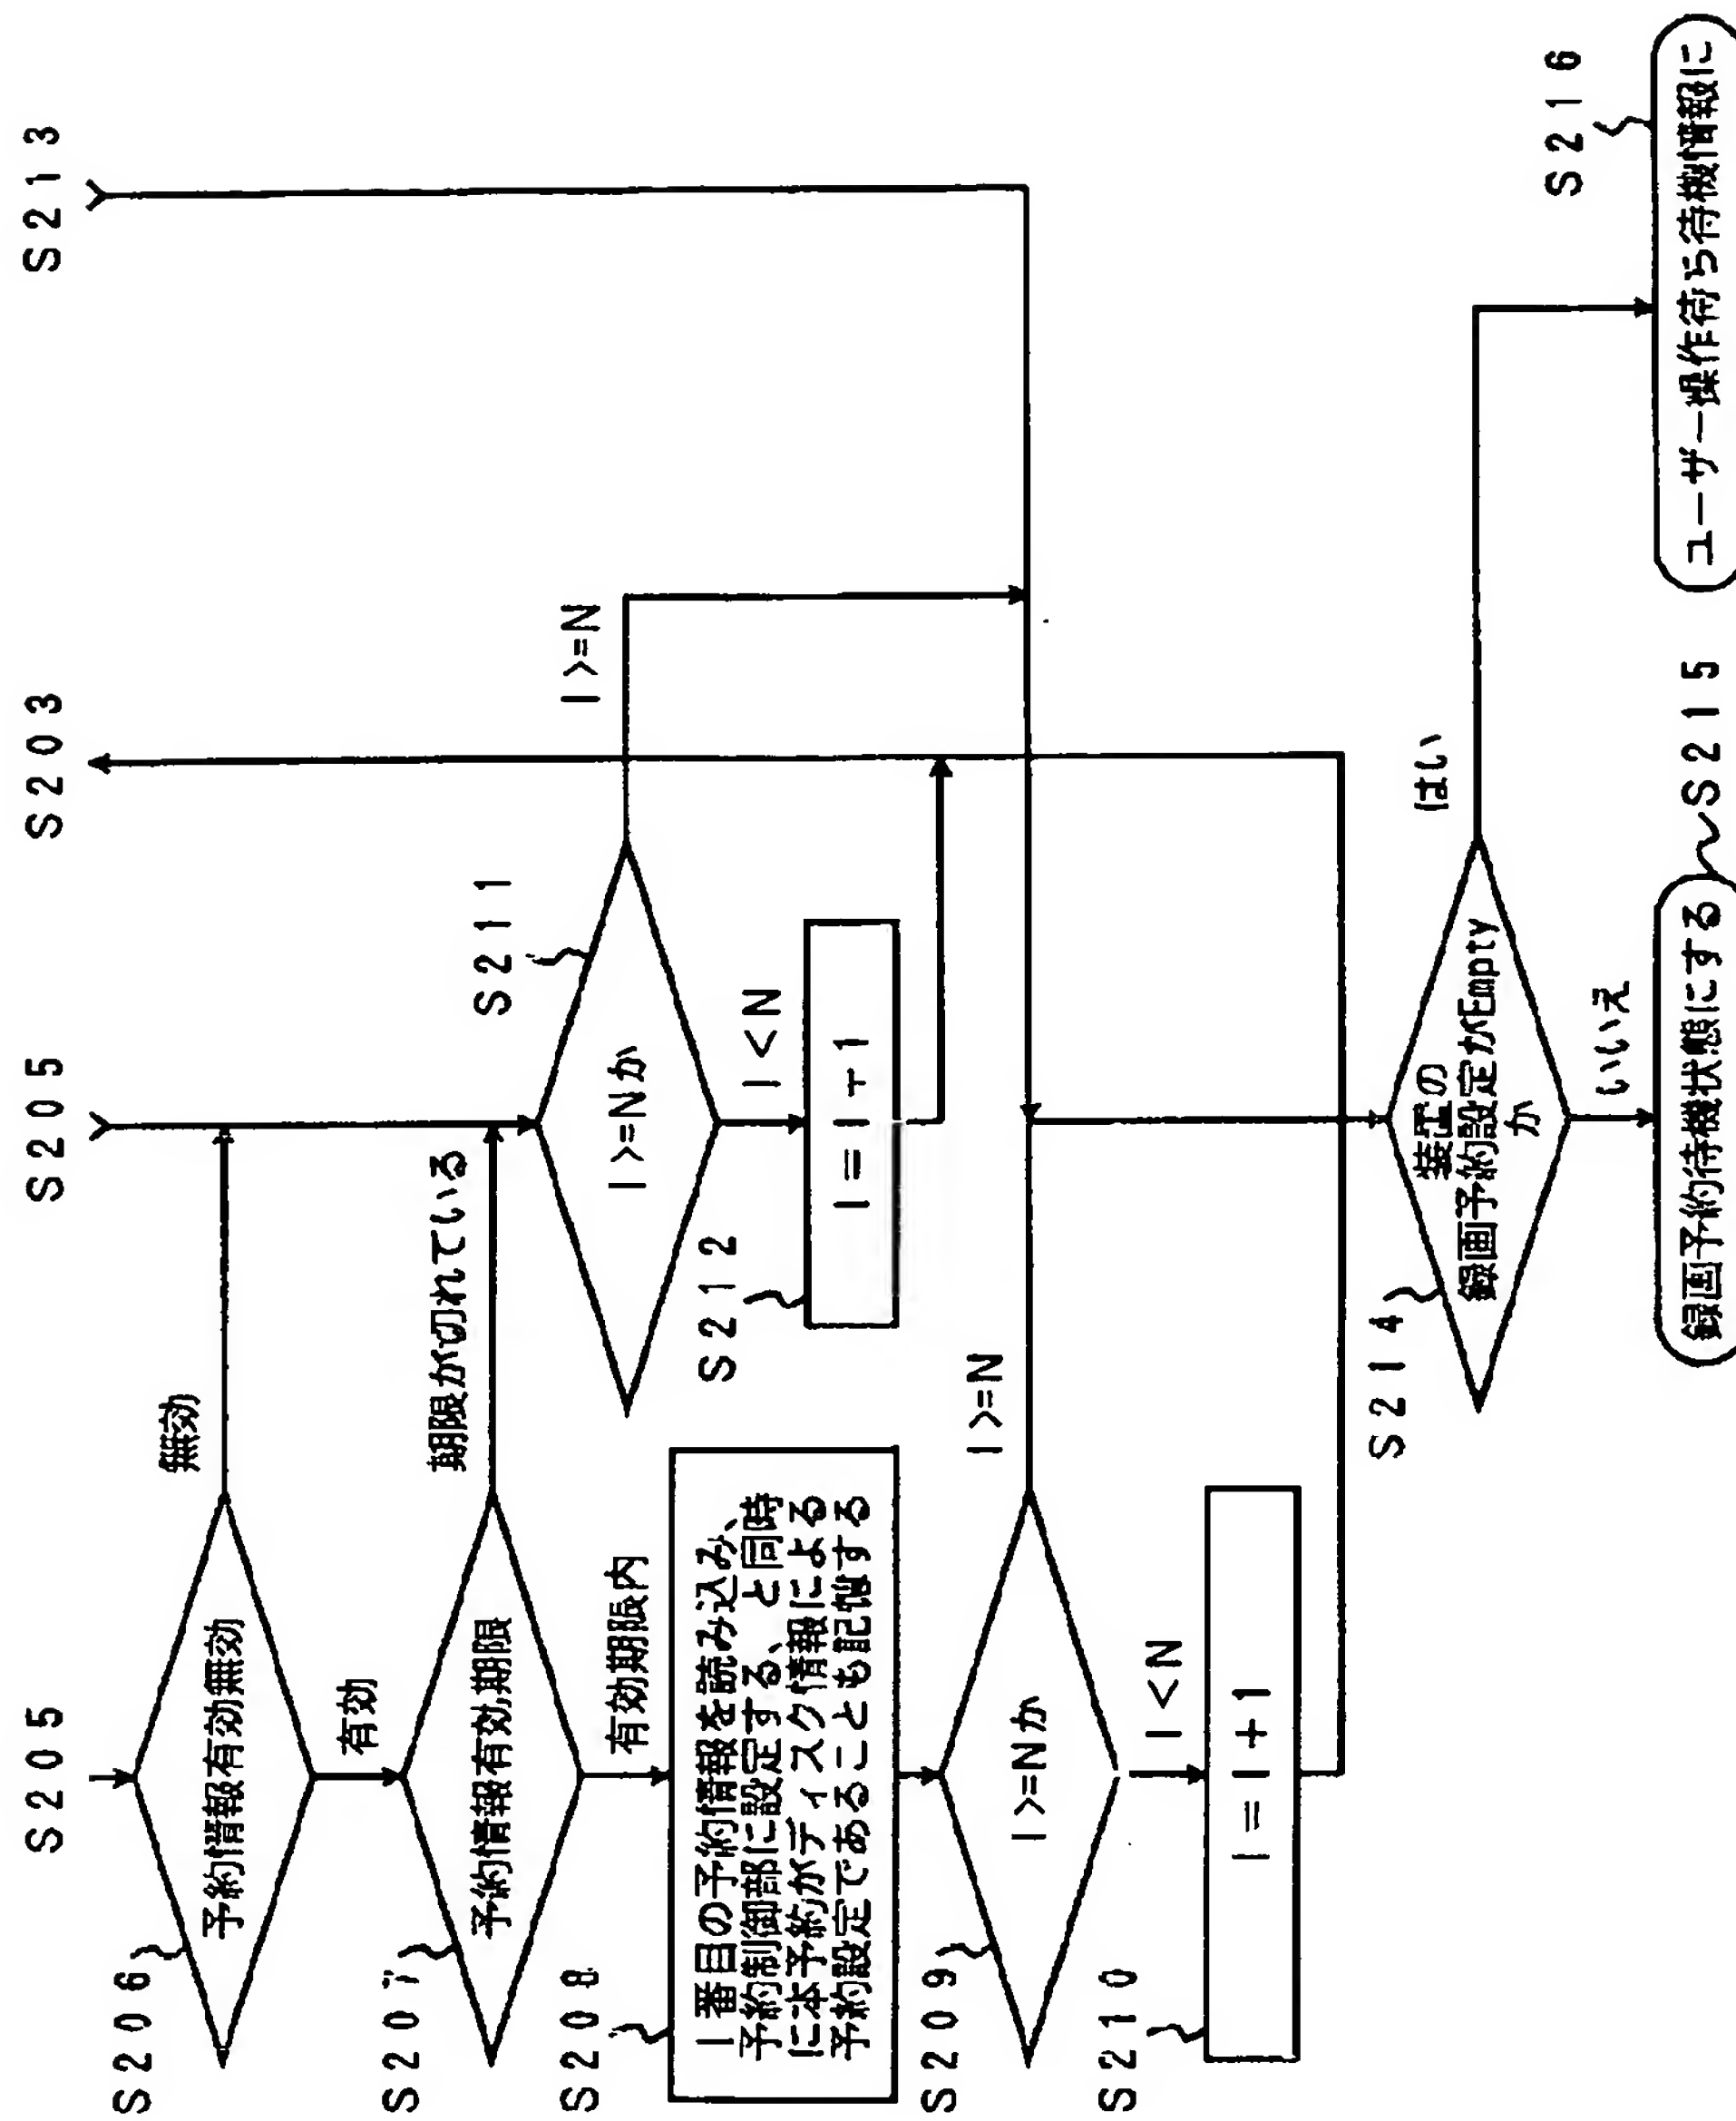 S205
S205
S203
S213
S206
予約情報有効無効
無効
有効
S207
予約情報有効期限
期限が切れている
有効期限内
S208
I番目の予約情報を読み込み、
予約制御部に設定する、と同時
に本予約がディスク情報による
予約設定であることも記憶する
S209
I>=Nか
I>=N
I<N
S210
I=I+1
S211
I>=Nか
I>=N
I<N
S212
I=I+1
S214
装置の
録画予約設定がEmpty
か
はい
いいえ
録画予約待機状態にする
S215
S216
ユーザー操作待ち待機情報に